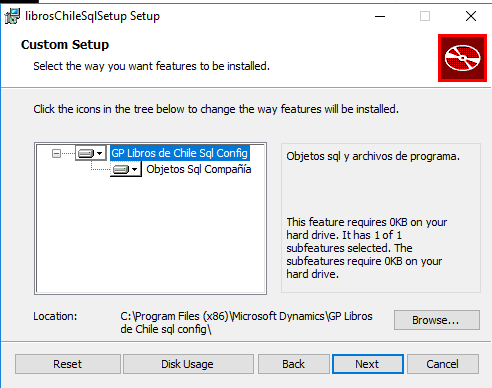 librosChileSqlSetup Setup
Custom Setup
Select the way you want features to be installed.
Click the icons in the tree below to change the way features will be installed.
GP Libros de Chile Sql Config
Objetos Sql Compañía
Objetos sql y archivos de programa.
This feature requires 0KB on your
hard drive. It has 1 of 1
subfeatures selected. The
subfeatures require 0KB on your
hard drive.
Location:
C:\Program Files (x86)\Microsoft Dynamics\GP Libros
de Chile sql config\
Browse...
Reset
Disk Usage
Back
Next
Cancel